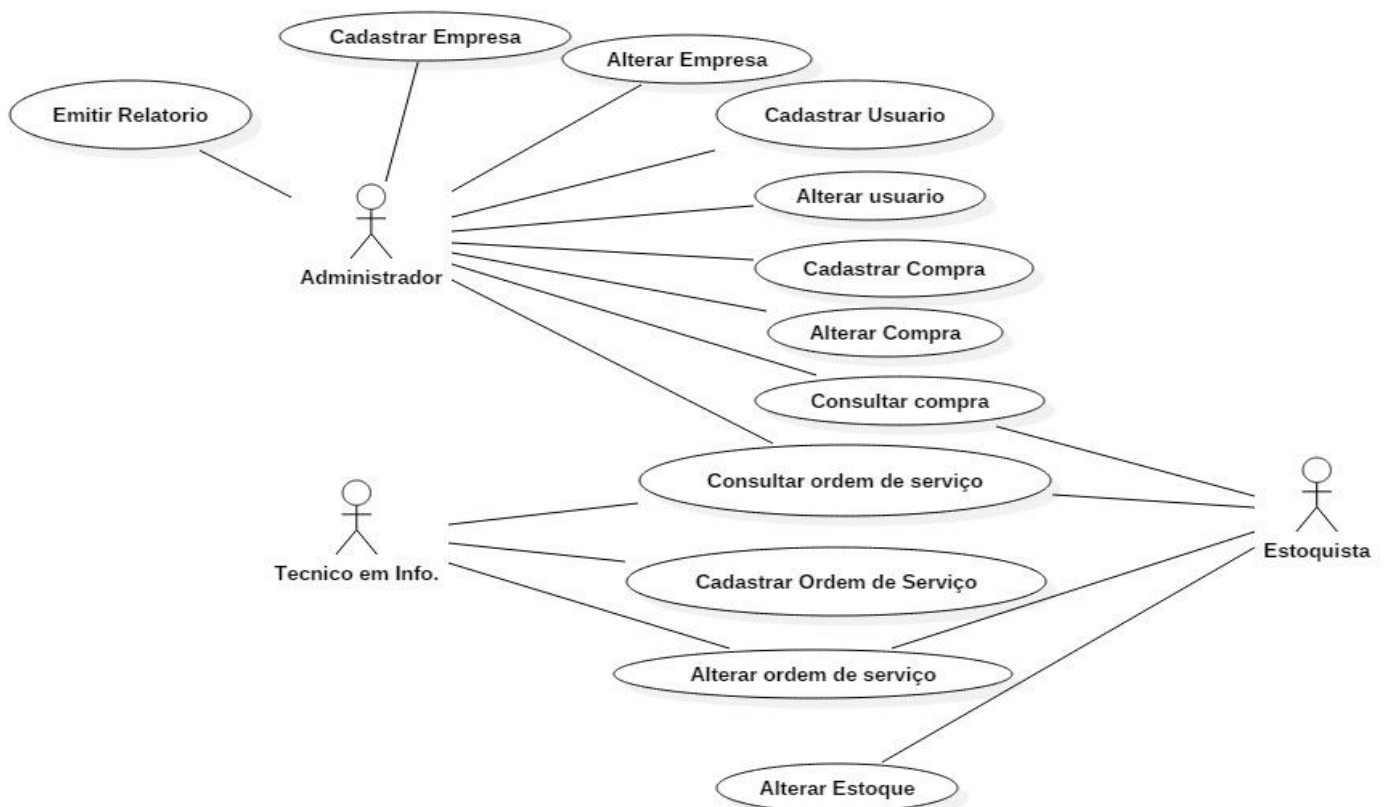 Cadastrar Empresa
Alterar Empresa
Emitir Relatorio
Cadastrar Usuario
Alterar usuario
Administrador
Cadastrar Compra
Alterar Compra
Consultar compra
Consultar ordem de serviço
Estoquista
Tecnico em Info.
Cadastrar Ordem de Serviço
Alterar ordem de serviço
Alterar Estoque